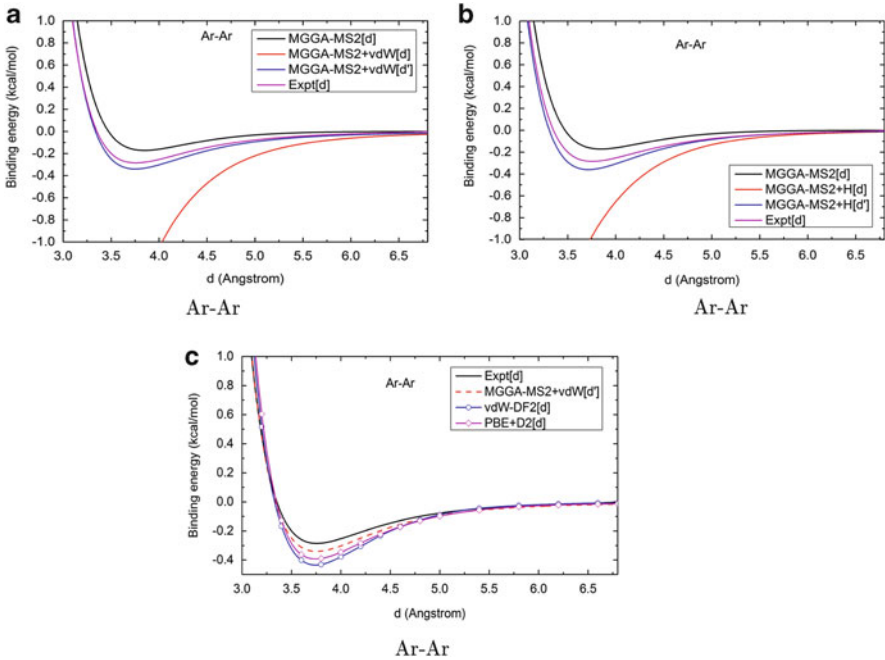 a
1.0
0.8
0.6
0.4
0.2
0.0
-0.2
-0.4
-0.6
-0.8
-1.0
Binding energy (kcal/mol)
Ar-Ar
MGGA-MS2[d]
MGGA-MS2+vdW[d]
MGGA-MS2+vdW[d']
Expt[d]
3.0 3.5 4.0 4.5 5.0 5.5 6.0 6.5
d (Angstrom)
Ar-Ar
b
1.0
0.8
0.6
0.4
0.2
0.0
-0.2
-0.4
-0.6
-0.8
-1.0
Binding energy (kcal/mol)
Ar-Ar
MGGA-MS2[d]
MGGA-MS2+H[d]
MGGA-MS2+H[d']
Expt[d]
3.0 3.5 4.0 4.5 5.0 5.5 6.0 6.5
d (Angstrom)
Ar-Ar
c
1.0
0.8
0.6
0.4
0.2
0.0
-0.2
-0.4
Binding energy (kcal/mol)
Ar-Ar
Expt[d]
MGGA-MS2+vdW[d']
vdW-DF2[d]
PBE+D2[d]
3.0 3.5 4.0 4.5 5.0 5.5 6.0 6.5
d (Angstrom)
Ar-Ar